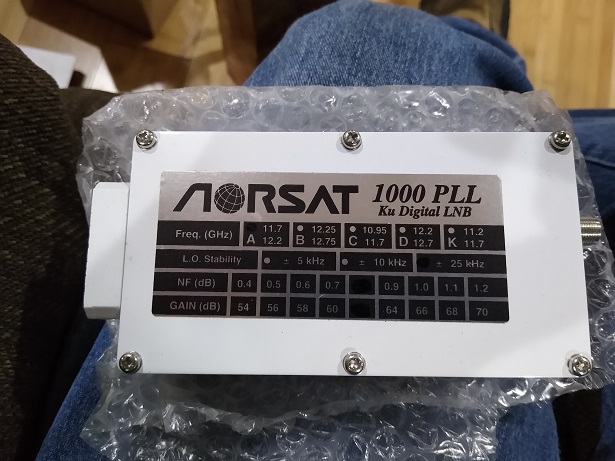 NORSAT 1000 PLL
Ku Digital LNB
Freq. (GHz) A 11.7 12.2 B 12.25 12.75 C 10.95 11.7 D 12.2 12.7 K 11.2 11.7
L.O. Stability ± 5 kHz ± 10 kHz ± 25 kHz
NF (dB) 0.4 0.5 0.6 0.7 0.9 1.0 1.1 1.2
GAIN (dB) 54 56 58 60 64 66 68 70